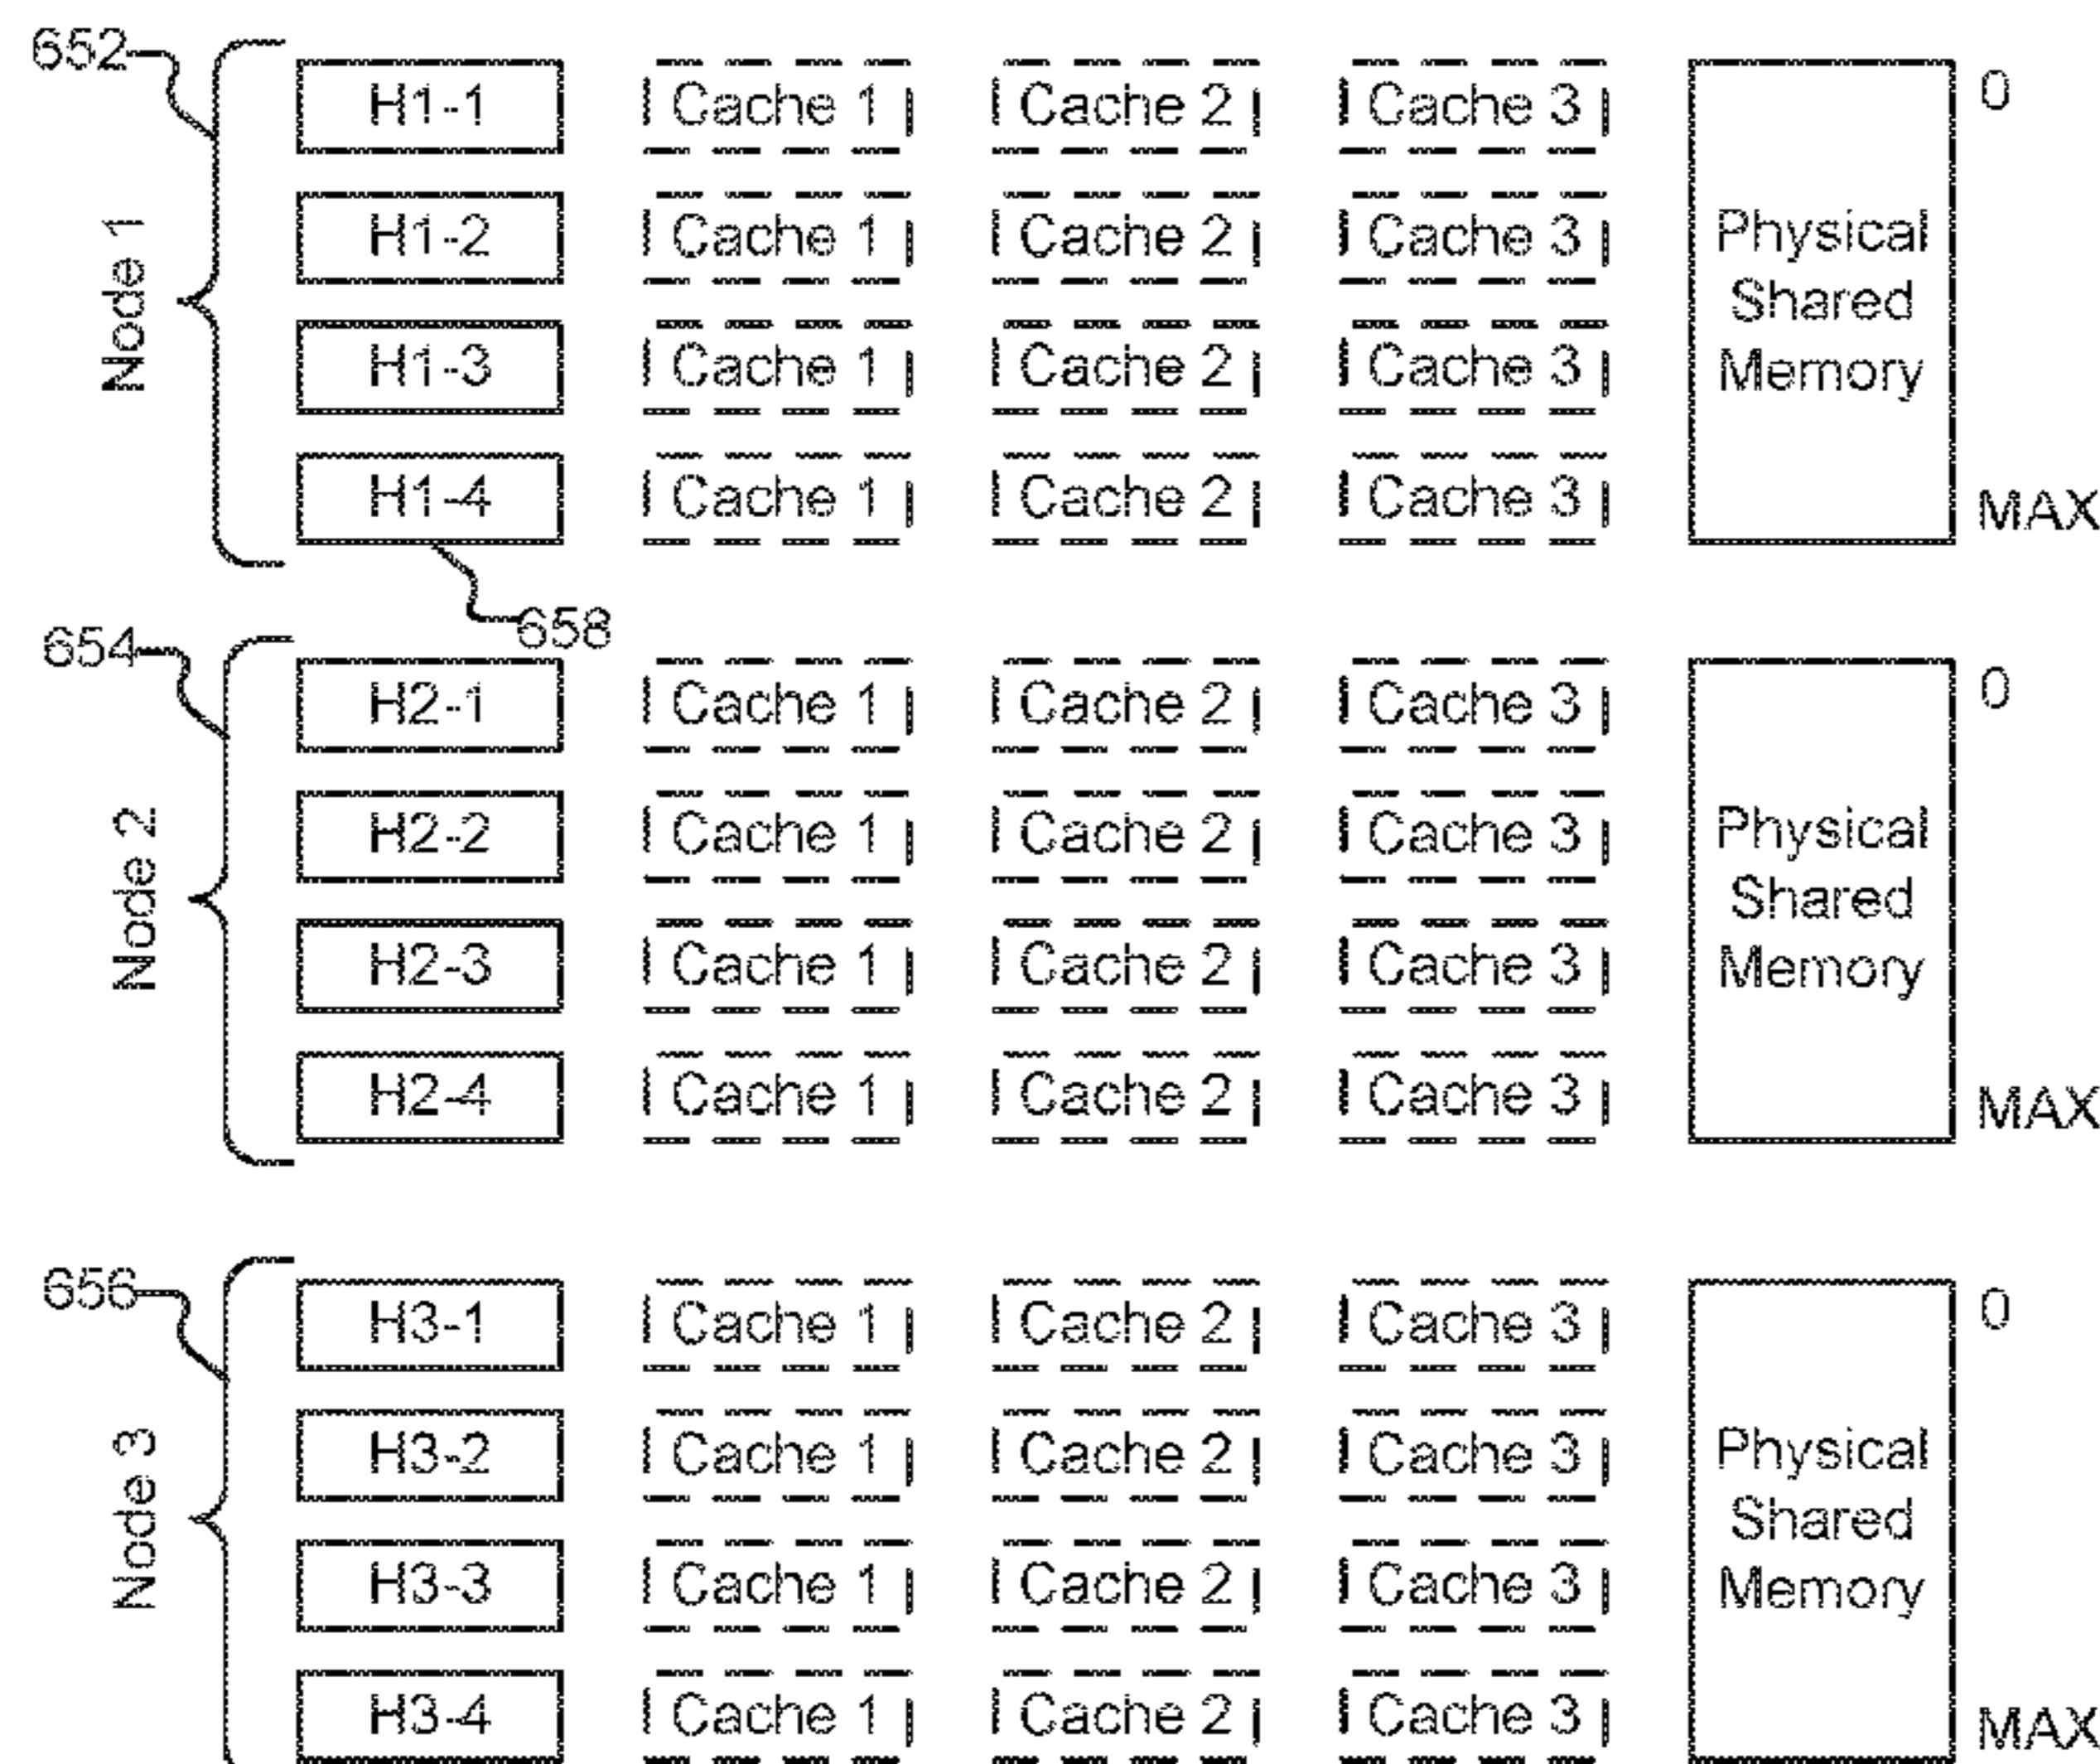 652
Node 1
H1-1 Cache 1 Cache 2 Cache 3
H1-2 Cache 1 Cache 2 Cache 3
H1-3 Cache 1 Cache 2 Cache 3
H1-4 Cache 1 Cache 2 Cache 3
Physical
Shared
Memory
0
MAX
658
654
Node 2
H2-1 Cache 1 Cache 2 Cache 3
H2-2 Cache 1 Cache 2 Cache 3
H2-3 Cache 1 Cache 2 Cache 3
H2-4 Cache 1 Cache 2 Cache 3
Physical
Shared
Memory
0
MAX
656
Node 3
H3-1 Cache 1 Cache 2 Cache 3
H3-2 Cache 1 Cache 2 Cache 3
H3-3 Cache 1 Cache 2 Cache 3
H3-4 Cache 1 Cache 2 Cache 3
Physical
Shared
Memory
0
MAX